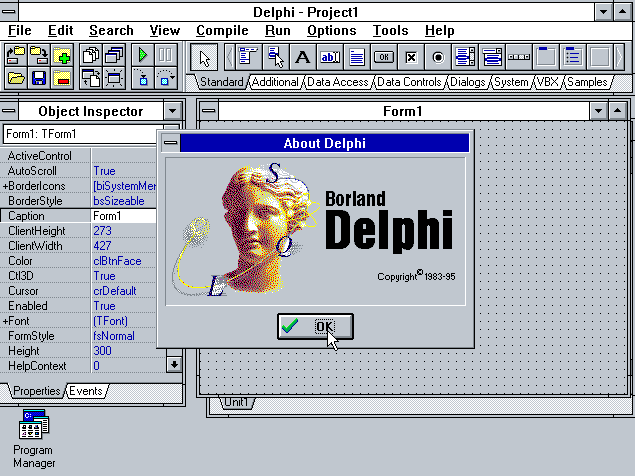 Delphi - Project1
File Edit Search View Compile Run Options Tools Help
A ab OK
Standard Additional Data Access Data Controls Dialogs System VBX Samples
Object Inspector
Form1: TForm1
ActiveControl
AutoScroll True
+BorderIcons [biSystemMer
BorderStyle bsSizeable
Caption Form1
ClientHeight 273
ClientWidth 427
Color clBtnFace
Ctl3D True
Cursor crDefault
Enabled True
+Font (TFont)
FormStyle fsNormal
Height 300
HelpContext 0
Properties Events
Form1
About Delphi
S
Q
L
Borland
Delphi
Copyright © 1983-95
OK
Unit1
C:\
Program
Manager